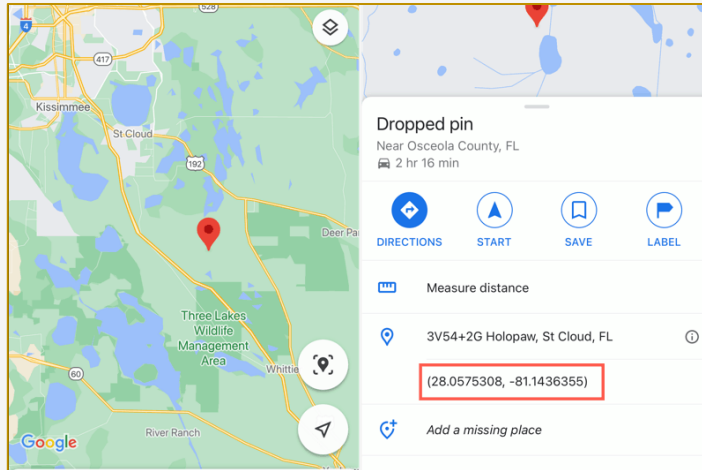 528
4
417
Kissimmee
St Cloud
192
Deer Pa
Three Lakes
Wildlife
Management
Area
Whittie
60
River Ranch
Google
Dropped pin
Near Osceola County, FL
2 hr 16 min
DIRECTIONS
START
SAVE
LABEL
Measure distance
3V54+2G Holopaw, St Cloud, FL
(28.0575308, -81.1436355)
Add a missing place